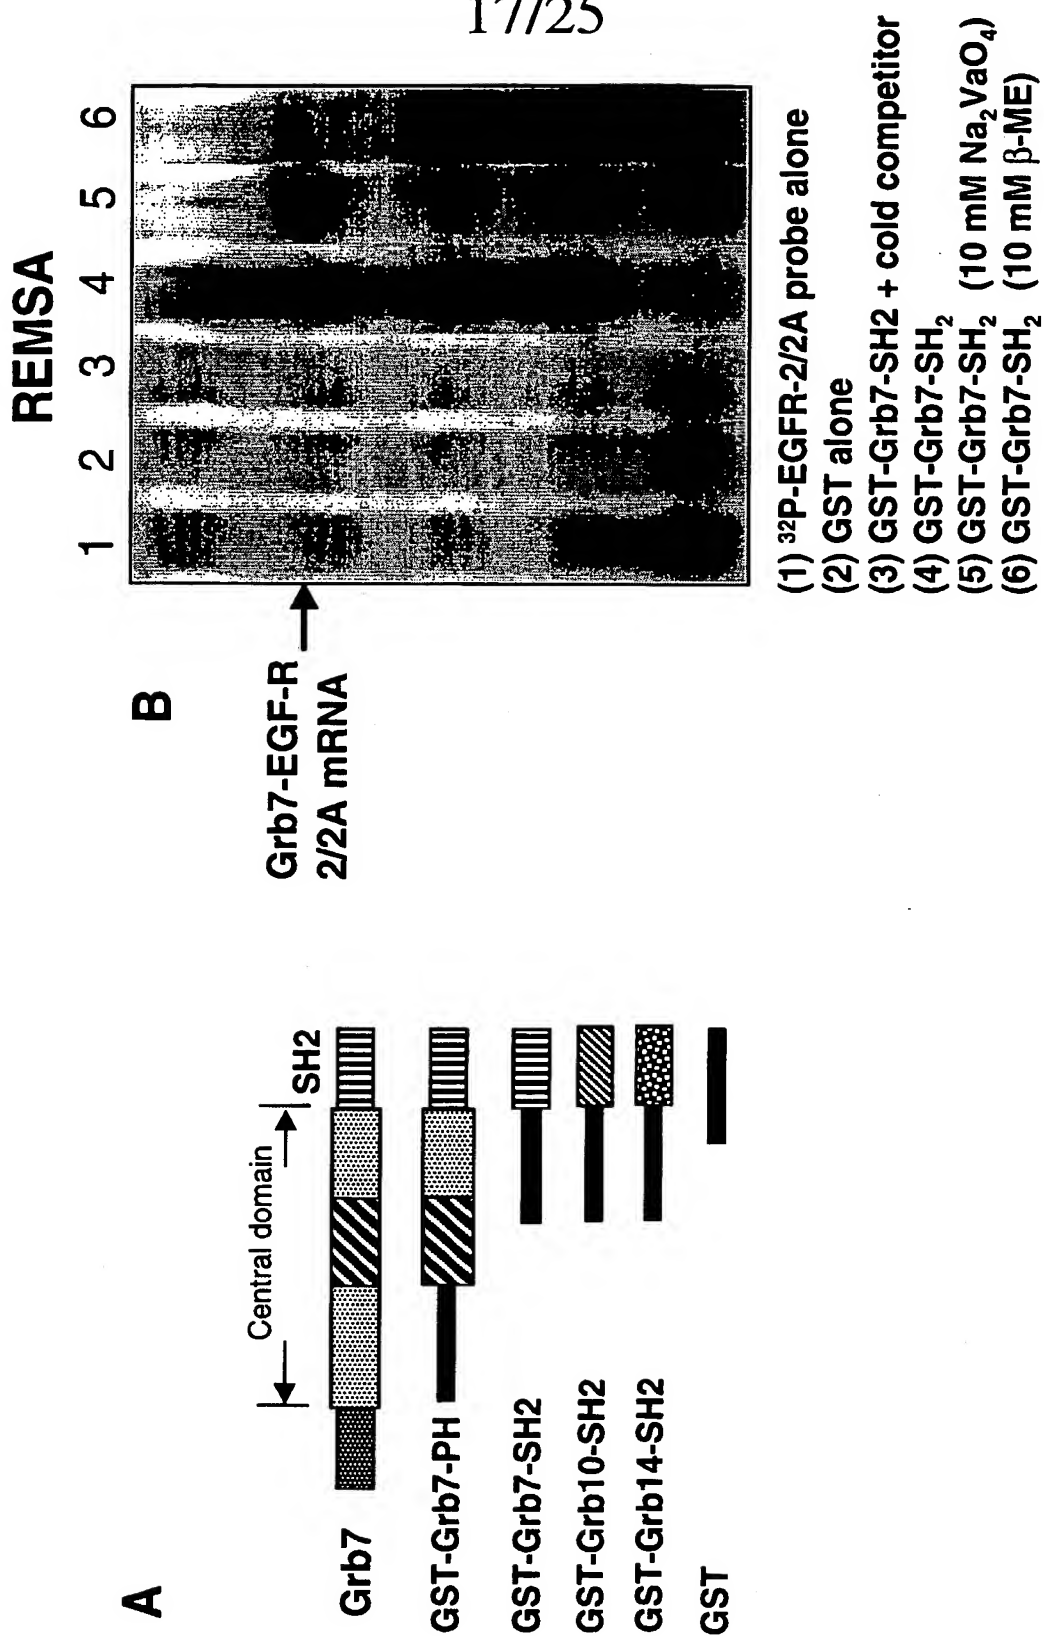 17/25
A
Central domain
SH2
Grb7
GST-Grb7-PH
GST-Grb7-SH2
GST-Grb10-SH2
GST-Grb14-SH2
GST
B
REMSA
1 2 3 4 5 6
Grb7-EGF-R
2/2A mRNA
(1) ³²P-EGFR-2/2A probe alone
(2) GST alone
(3) GST-Grb7-SH2 + cold competitor
(4) GST-Grb7-SH₂
(5) GST-Grb7-SH₂ (10 mM Na₂VaO₄)
(6) GST-Grb7-SH₂ (10 mM β-ME)